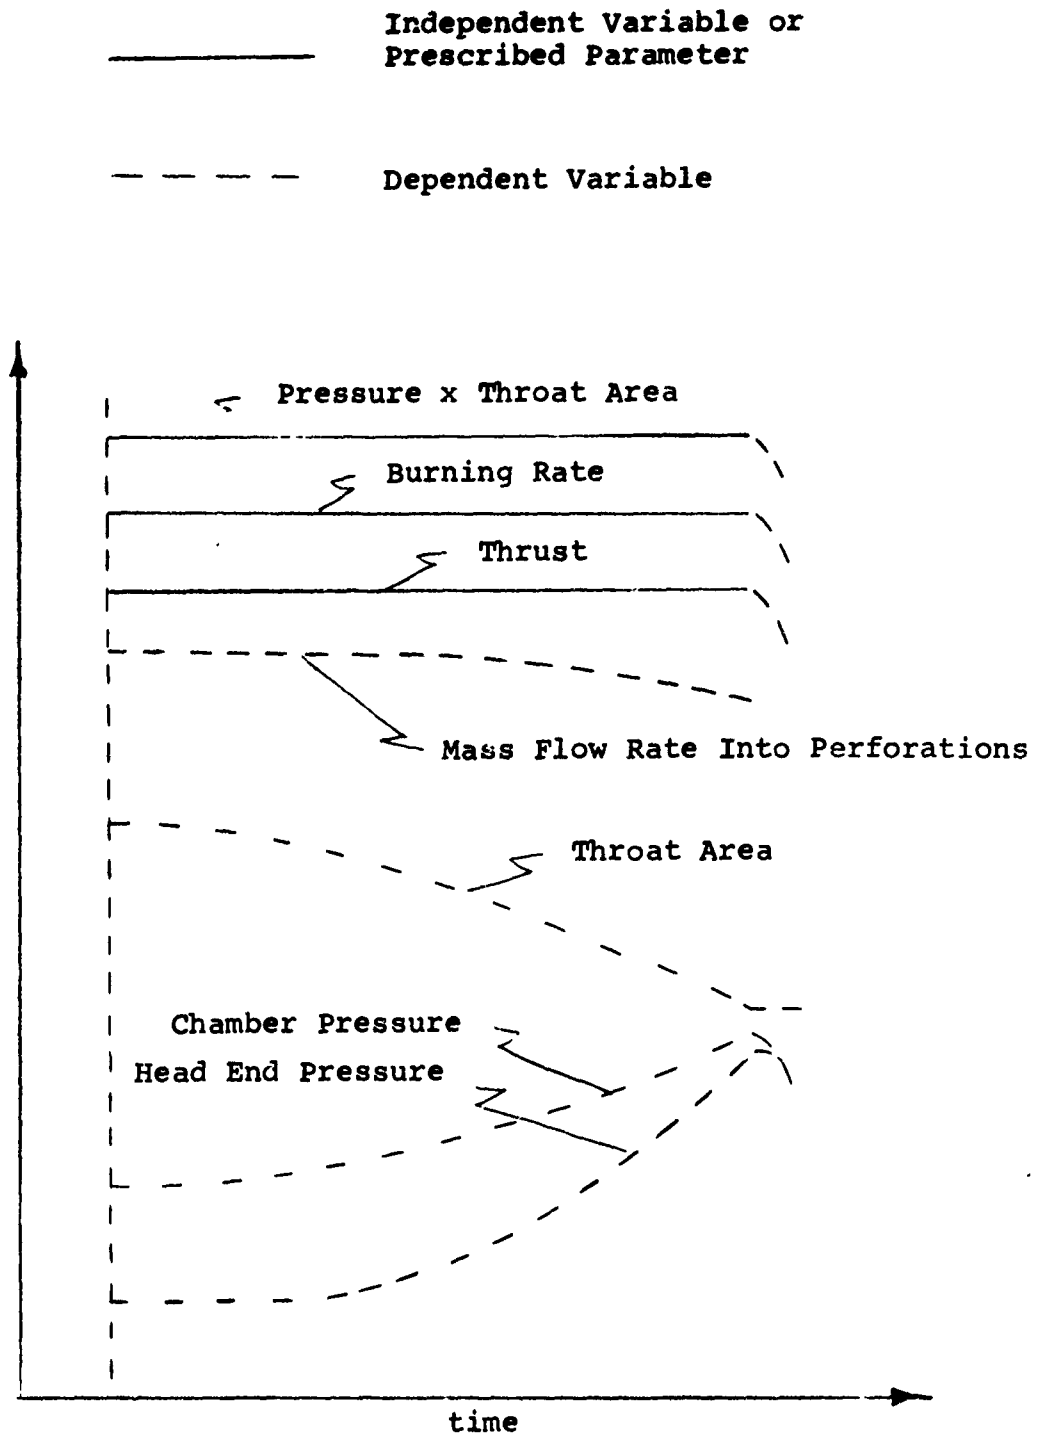 Independent Variable or
Prescribed Parameter
Dependent Variable
Pressure x Throat Area
Burning Rate
Thrust
Mass Flow Rate Into Perforations
Throat Area
Chamber Pressure
Head End Pressure
time